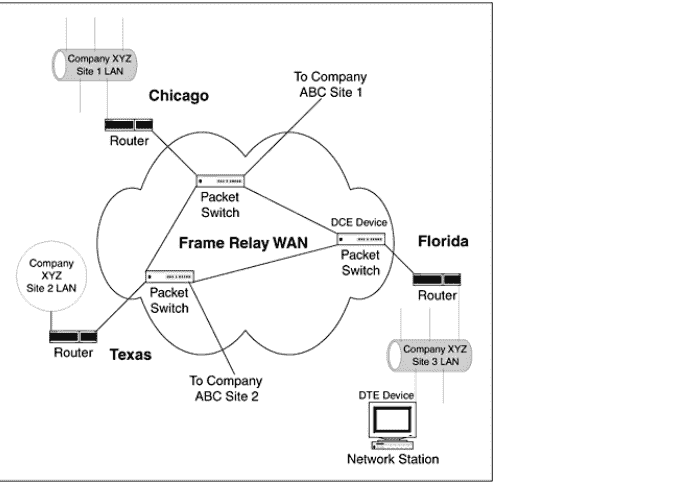 Company XYZ
Site 1 LAN
Chicago
To Company
ABC Site 1
Router
Packet
Switch
DCE Device
Frame Relay WAN
Florida
Packet
Switch
Company
XYZ
Site 2 LAN
Packet
Switch
Router
Router
Texas
Company XYZ
Site 3 LAN
To Company
ABC Site 2
DTE Device
Network Station